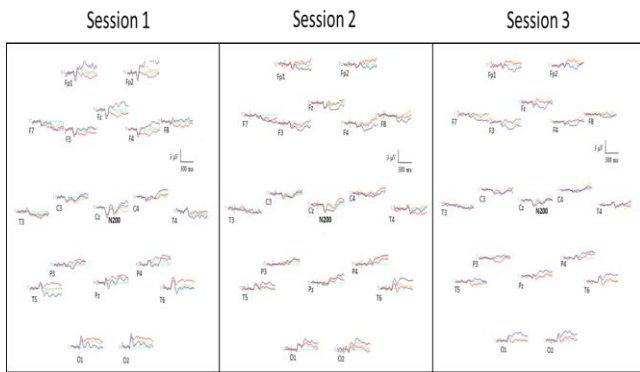 Session 1
Session 2
Session 3
Fp1
Fp2
Fz
F7
F3
F4
F8
3 µV
300 ms
C3
Cz
C4
T3
N200
T4
P3
P4
T5
Pz
T6
O1
O2
Fp1
Fp2
Fz
F7
F3
F4
F8
3 µV
300 ms
C3
Cz
C4
T3
N200
T4
P3
P4
T5
Pz
T6
O1
O2
Fp1
Fp2
Fz
F7
F3
F4
F8
3 µV
300 ms
C3
Cz
C4
T3
N200
T4
P3
P4
T5
Pz
T6
O1
O2